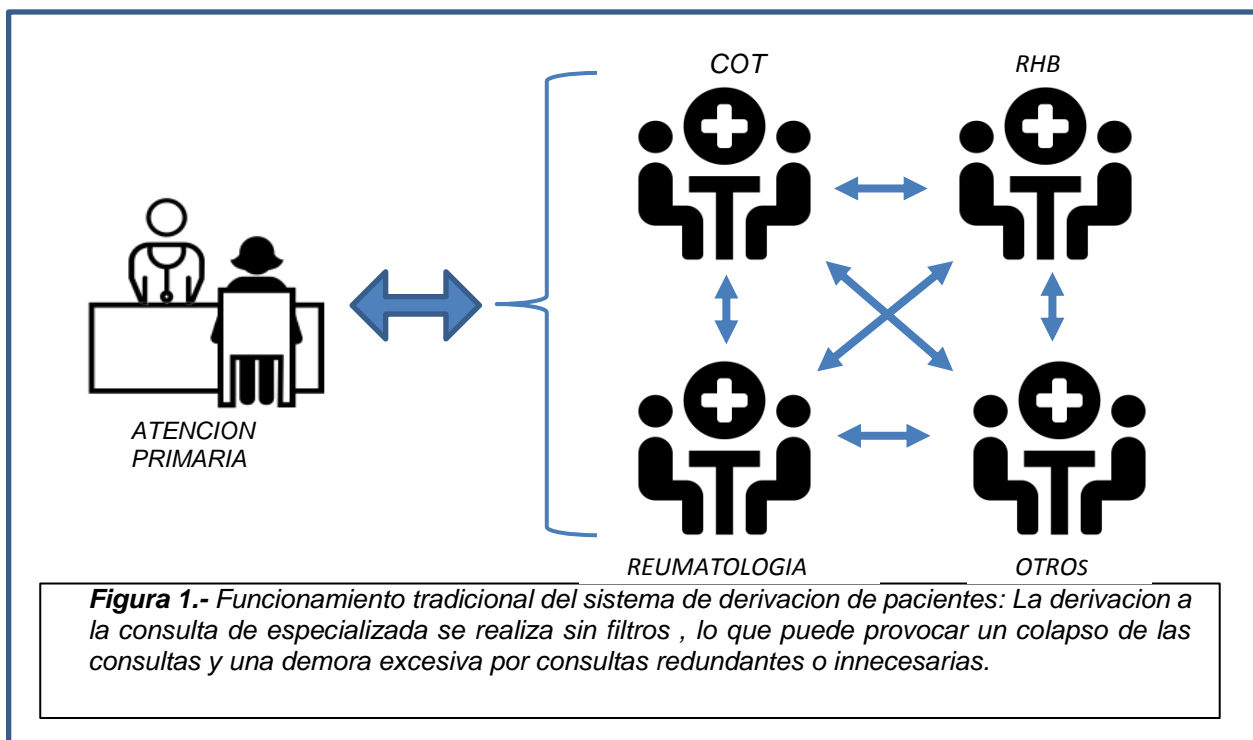 COT
RHB
ATENCION
PRIMARIA
REUMATOLOGIA
OTROS
Figura 1.- Funcionamiento tradicional del sistema de derivacion de pacientes: La derivacion a
la consulta de especializada se realiza sin filtros , lo que puede provocar un colapso de las
consultas y una demora excesiva por consultas redundantes o innecesarias.